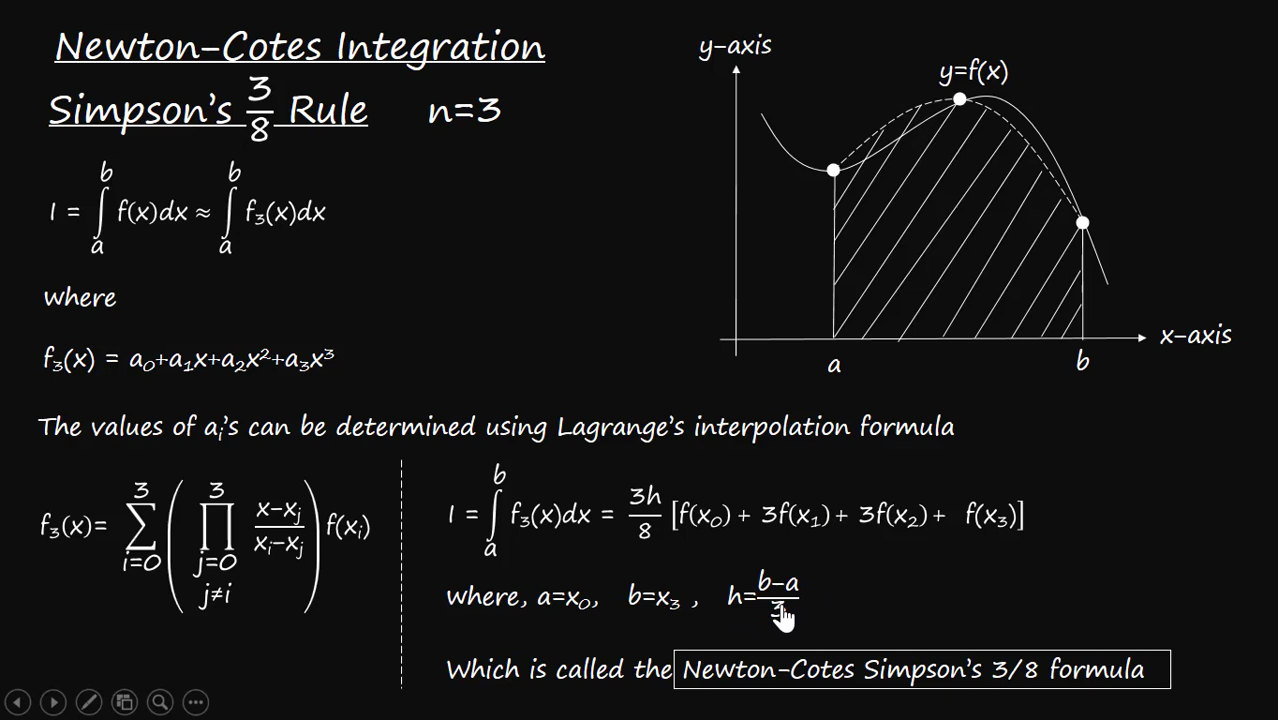 Newton-Cotes Integration
Simpson's 3/8 Rule n=3
I = ∫ₐᵇ f(x)dx ≈ ∫ₐᵇ f₃(x)dx
where
f₃(x) = a₀+a₁x+a₂x²+a₃x³
y-axis
y=f(x)
x-axis
a b
The values of aᵢ's can be determined using Lagrange's interpolation formula
f₃(x)= ∑ᵢ₌₀³ ( ∏ⱼ₌₀, ⱼ≠ᵢ³ (x-xⱼ)/(xᵢ-xⱼ) ) f(xᵢ)
I = ∫ₐᵇ f₃(x)dx = 3h/8 [f(x₀) + 3f(x₁) + 3f(x₂) + f(x₃)]
where, a=x₀, b=x₃ , h=(b-a)/3
Which is called the Newton-Cotes Simpson's 3/8 formula